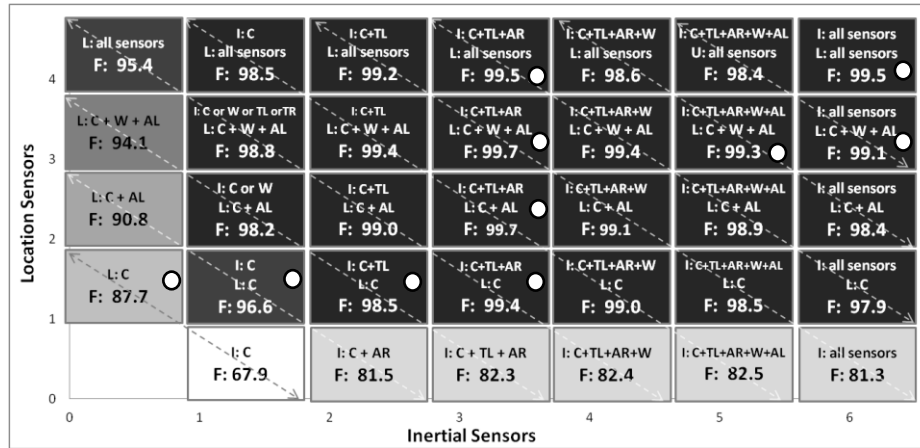 L: all sensors
F: 95.4
I: C
L: all sensors
F: 98.5
I: C+TL
L: all sensors
F: 99.2
I: C+TL+AR
L: all sensors
F: 99.5
I: C+TL+AR+W
L: all sensors
F: 98.6
I: C+TL+AR+W+AL
U: all sensors
F: 98.4
I: all sensors
L: all sensors
F: 99.5
L: C + W + AL
F: 94.1
I: C or W or TL orTR
L: C + W + AL
F: 98.8
I: C+TL
L: C + W + AL
F: 99.4
I: C+TL+AR
L: C + W + AL
F: 99.7
I: C+TL+AR+W
L: C + W + AL
F: 99.4
I: C+TL+AR+W+AL
L: C + W + AL
F: 99.3
I: all sensors
L: C + W + AL
F: 99.1
L: C + AL
F: 90.8
I: C or W
L: C + AL
F: 98.2
I: C+TL
L: C + AL
F: 99.0
I: C+TL+AR
L: C + AL
F: 99.7
I: C+TL+AR+W
L: C + AL
F: 99.1
I: C+TL+AR+W+AL
L: C + AL
F: 98.9
I: all sensors
L: C + AL
F: 98.4
L: C
F: 87.7
I: C
L: C
F: 96.6
I: C+TL
L: C
F: 98.5
I: C+TL+AR
L: C
F: 99.4
I: C+TL+AR+W
L: C
F: 99.0
I: C+TL+AR+W+AL
L: C
F: 98.5
I: all sensors
L: C
F: 97.9
I: C
F: 67.9
I: C + AR
F: 81.5
I: C + TL + AR
F: 82.3
I: C+TL+AR+W
F: 82.4
I: C+TL+AR+W+AL
F: 82.5
I: all sensors
F: 81.3
4
3
2
1
0
Location Sensors
0 1 2 3 4 5 6
Inertial Sensors